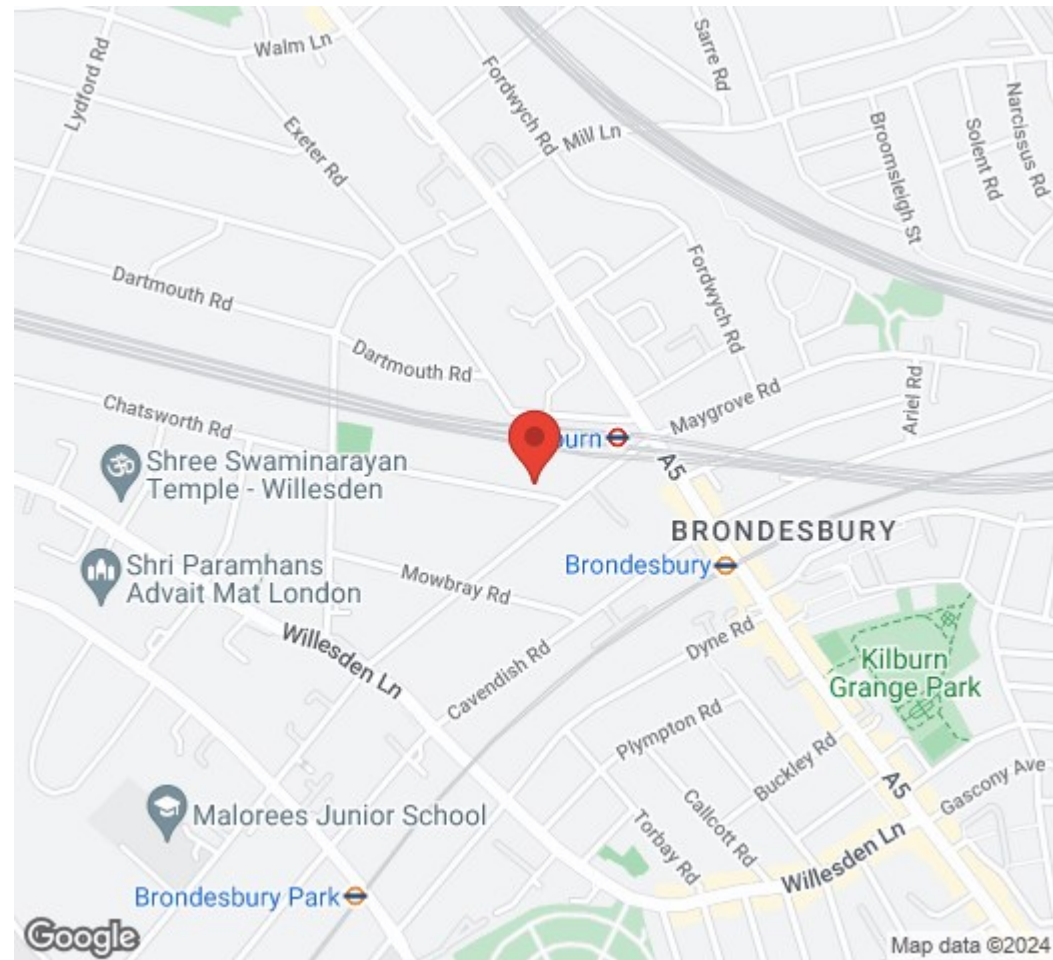 Walm Ln
Lydford Rd
Exeter Rd
Fordwych Rd
Mill Ln
Sarre Rd
Broomsleigh St
Solent Rd
Narcissus Rd
Dartmouth Rd
Dartmouth Rd
Fordwych Rd
Ariel Rd
Maygrove Rd
Chatsworth Rd
burn
A5
Shree Swaminarayan
Temple - Willesden
BRONDESBURY
Brondesbury
Shri Paramhans
Advait Mat London
Mowbray Rd
Willesden Ln
Cavendish Rd
Dyne Rd
Kilburn
Grange Park
Plympton Rd
Buckley Rd
Callcott Rd
Torbay Rd
A5
Gascony Ave
Malorees Junior School
Willesden Ln
Brondesbury Park
Google
Map data ©2024